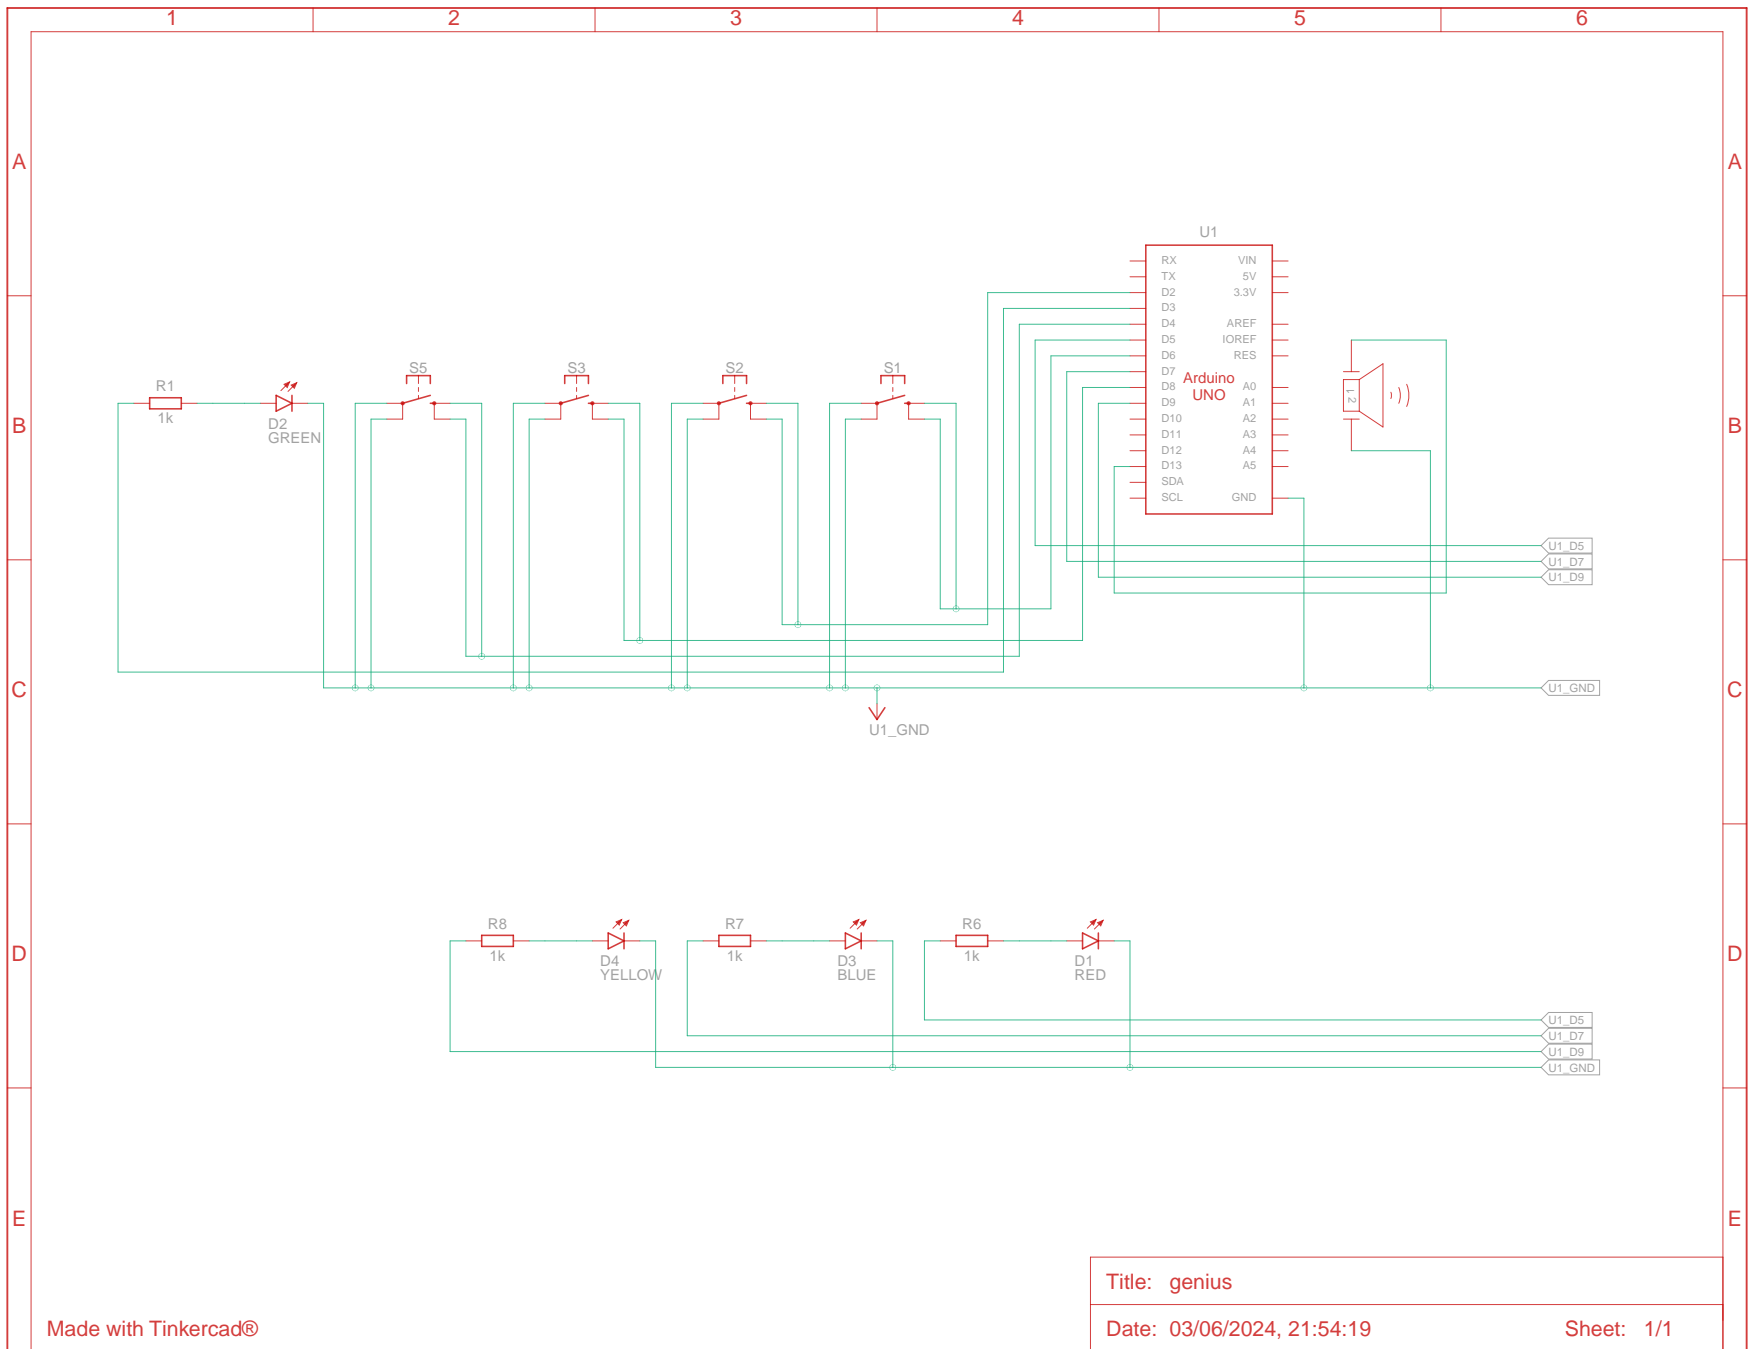 1 2 3 4 5 6
A A
U1
RX VIN
TX 5V
D2 3.3V
D3
D4 AREF
D5 IOREF
D6 RES
D7
D8 A0
D9 A1
D10 A2
D11 A3
D12 A4
D13 A5
SDA
SCL GND
Arduino
UNO
1 2
B B
R1
1k
D2
GREEN
S5 S3 S2 S1
U1_D5
U1_D7
U1_D9
C C
U1_GND
U1_GND
D D
R8
1k
D4
YELLOW
R7
1k
D3
BLUE
R6
1k
D1
RED
U1_D5
U1_D7
U1_D9
U1_GND
E E
Title: genius
Made with Tinkercad®
Date: 03/06/2024, 21:54:19 Sheet: 1/1